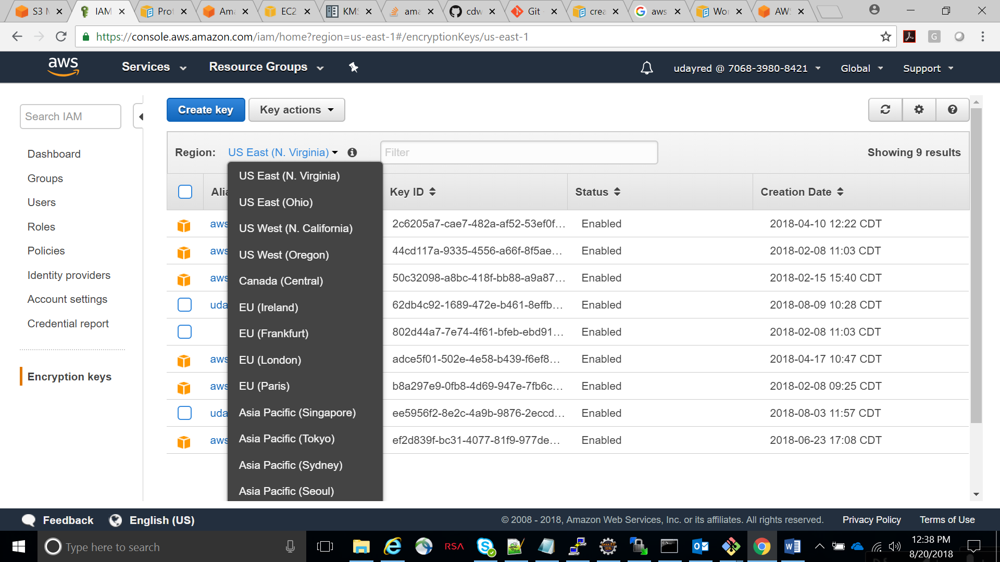 S3 M
IAM
Prot
Ama
EC2
KMS
ama
cdw
Git
crea
aws
Wor
AWS
https://console.aws.amazon.com/iam/home?region=us-east-1#/encryptionKeys/us-east-1
G
aws
Services
Resource Groups
udayred @ 7068-3980-8421
Global
Support
Search IAM
Dashboard
Groups
Users
Roles
Policies
Identity providers
Account settings
Credential report
Encryption keys
Create key
Key actions
Region: US East (N. Virginia)
Filter
Showing 9 results
Alia
Key ID
Status
Creation Date
US East (N. Virginia)
US East (Ohio)
US West (N. California)
US West (Oregon)
Canada (Central)
EU (Ireland)
EU (Frankfurt)
EU (London)
EU (Paris)
Asia Pacific (Singapore)
Asia Pacific (Tokyo)
Asia Pacific (Sydney)
Asia Pacific (Seoul)
aws 2c6205a7-cae7-482a-af52-53ef0f... Enabled 2018-04-10 12:22 CDT
aws 44cd117a-9335-4556-a66f-8f5ae... Enabled 2018-02-08 11:03 CDT
aws 50c32098-a8bc-418f-bb88-a9a87... Enabled 2018-02-15 15:40 CDT
uda 62db4c92-1689-472e-b461-8effb... Enabled 2018-08-09 10:28 CDT
802d44a7-7e74-4f61-bfeb-ebd91... Enabled 2018-02-08 11:03 CDT
aws adce5f01-502e-4e58-b439-f6ef8... Enabled 2018-04-17 10:47 CDT
aws b8a297e9-0fb8-4d69-947e-7fb6c... Enabled 2018-02-08 09:25 CDT
uda ee5956f2-8e2c-4a9b-9876-2eccd... Enabled 2018-08-03 11:57 CDT
aws ef2d839f-bc31-4077-81f9-977de... Enabled 2018-06-23 17:08 CDT
Feedback
English (US)
© 2008 - 2018, Amazon Web Services, Inc. or its affiliates. All rights reserved.
Privacy Policy
Terms of Use
Type here to search
RSA
Java EE
IDE
12:38 PM
8/20/2018